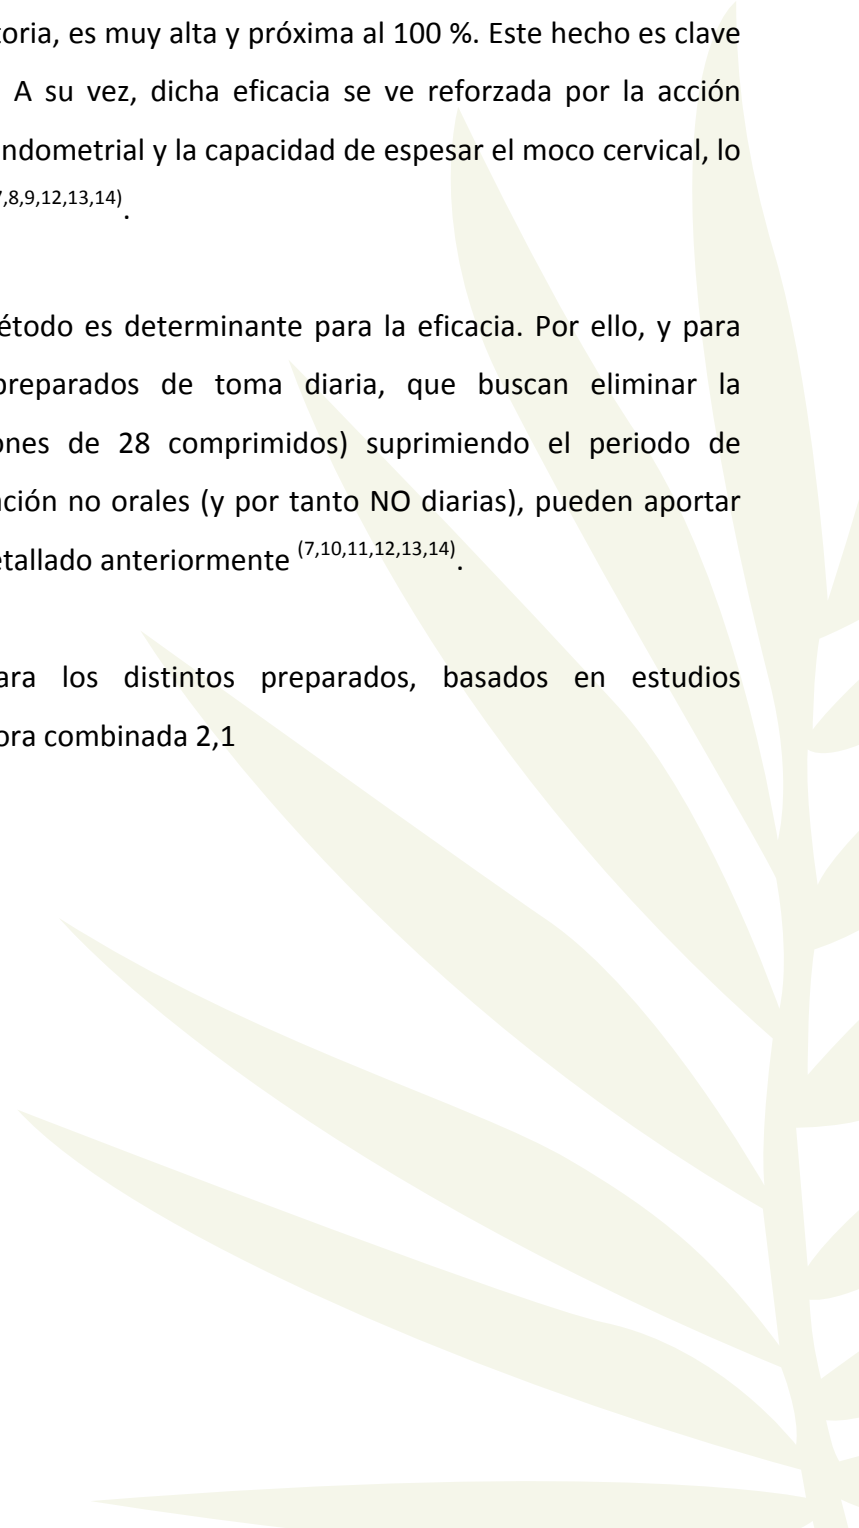 toria, es muy alta y próxima al 100 %. Este hecho es clave
A su vez, dicha eficacia se ve reforzada por la acción
ndometrial y la capacidad de espesar el moco cervical, lo
7,8,9,12,13,14).
étodo es determinante para la eficacia. Por ello, y para
preparados de toma diaria, que buscan eliminar la
ones de 28 comprimidos) suprimiendo el periodo de
ación no orales (y por tanto NO diarias), pueden aportar
etallado anteriormente (7,10,11,12,13,14).
ara los distintos preparados, basados en estudios
ora combinada 2,1